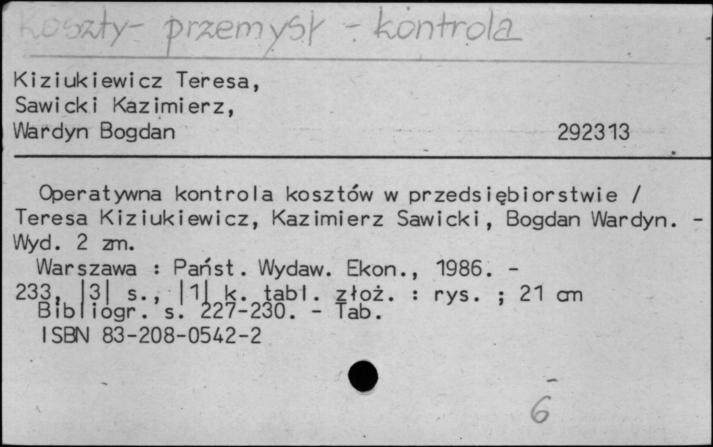 Koszty - przemysł - kontrola
Kiziukiewicz Teresa,
Sawicki Kazimierz,
Wardyn Bogdan 292313
Operatywna kontrola kosztów w przedsiębiorstwie /
Teresa Kiziukiewicz, Kazimierz Sawicki, Bogdan Wardyn. -
Wyd. 2 zm.
Warszawa : Państ. Wydaw. Ekon., 1986. -
233, |3| s., |1| k. tabl. złoż. : rys. ; 21 cm
Bibliogr. s. 227-230. - Tab.
ISBN 83-208-0542-2
6